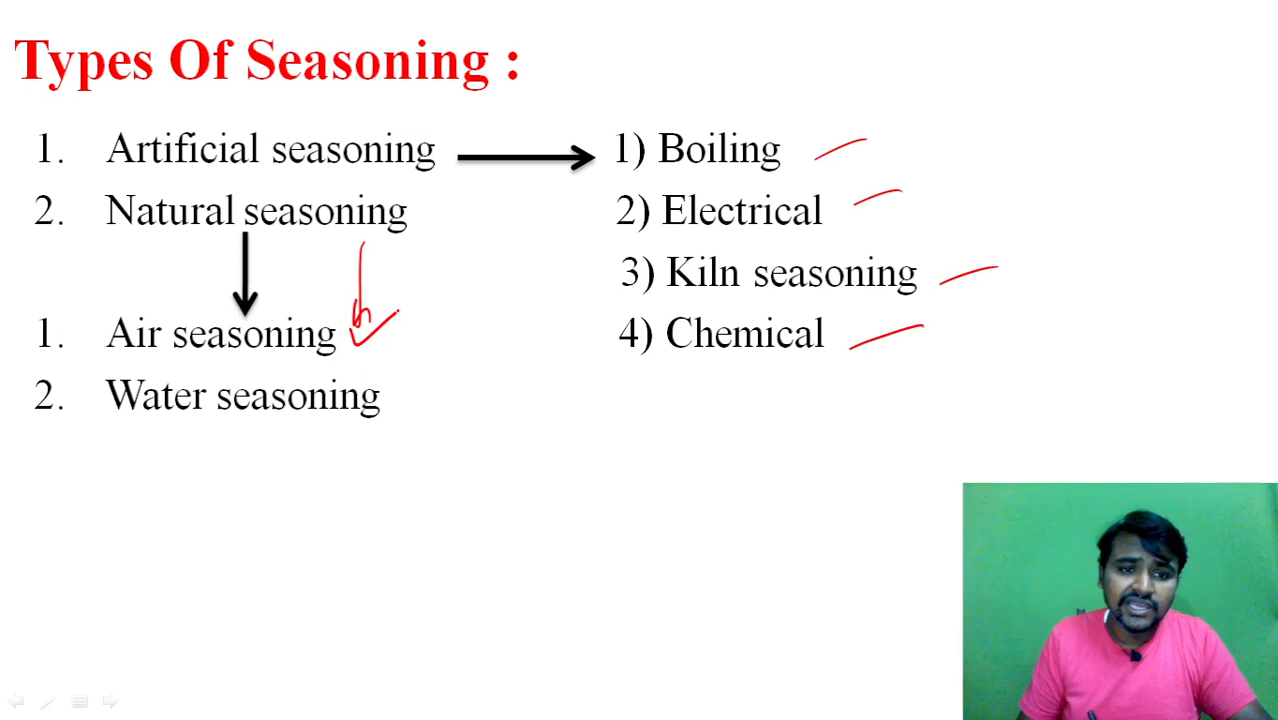 Types Of Seasoning :
1. Artificial seasoning
2. Natural seasoning
1. Air seasoning
2. Water seasoning
1) Boiling
2) Electrical
3) Kiln seasoning
4) Chemical